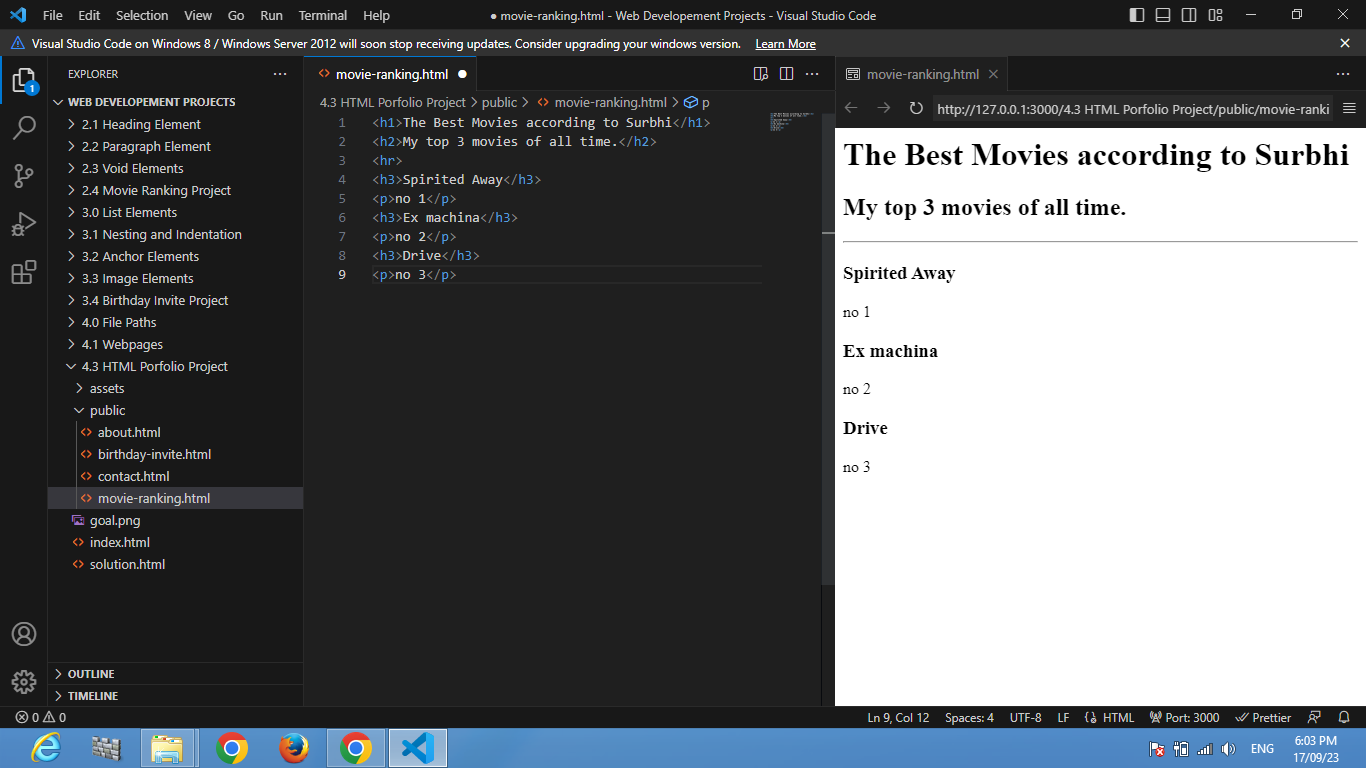 File Edit Selection View Go Run Terminal Help
● movie-ranking.html - Web Developement Projects - Visual Studio Code
Visual Studio Code on Windows 8 / Windows Server 2012 will soon stop receiving updates. Consider upgrading your windows version. Learn More
1
EXPLORER
WEB DEVELOPEMENT PROJECTS
2.1 Heading Element
2.2 Paragraph Element
2.3 Void Elements
2.4 Movie Ranking Project
3.0 List Elements
3.1 Nesting and Indentation
3.2 Anchor Elements
3.3 Image Elements
3.4 Birthday Invite Project
4.0 File Paths
4.1 Webpages
4.3 HTML Porfolio Project
assets
public
about.html
birthday-invite.html
contact.html
movie-ranking.html
goal.png
index.html
solution.html
OUTLINE
TIMELINE
movie-ranking.html
4.3 HTML Porfolio Project > public > movie-ranking.html > p
1 <h1>The Best Movies according to Surbhi</h1>
2 <h2>My top 3 movies of all time.</h2>
3 <hr>
4 <h3>Spirited Away</h3>
5 <p>no 1</p>
6 <h3>Ex machina</h3>
7 <p>no 2</p>
8 <h3>Drive</h3>
9 <p>no 3</p>
movie-ranking.html
http://127.0.0.1:3000/4.3 HTML Porfolio Project/public/movie-ranki
The Best Movies according to Surbhi
My top 3 movies of all time.
Spirited Away
no 1
Ex machina
no 2
Drive
no 3
0 0
Ln 9, Col 12 Spaces: 4 UTF-8 LF HTML Port: 3000 Prettier
ENG
6:03 PM
17/09/23